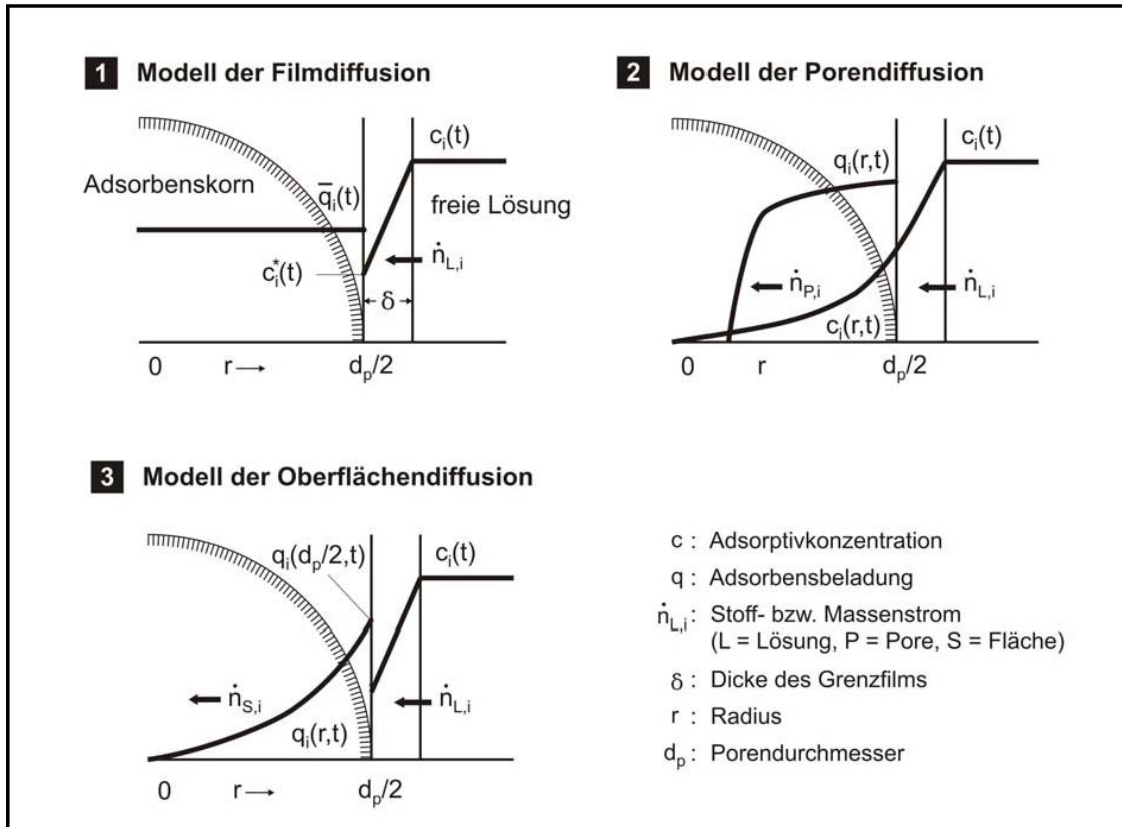 1 Modell der Filmdiffusion
Adsorbenskorn
q̄ᵢ(t)
cᵢ(t)
freie Lösung
cᵢ*(t)
ṅL,i
δ
0 r → dp/2
2 Modell der Porendiffusion
qᵢ(r,t)
cᵢ(t)
ṅP,i
ṅL,i
cᵢ(r,t)
0 r dp/2
3 Modell der Oberflächendiffusion
qᵢ(dp/2,t)
cᵢ(t)
ṅS,i
ṅL,i
qᵢ(r,t)
0 r → dp/2
c : Adsorptivkonzentration
q : Adsorbensbeladung
ṅL,i : Stoff- bzw. Massenstrom
(L = Lösung, P = Pore, S = Fläche)
δ : Dicke des Grenzfilms
r : Radius
dp : Porendurchmesser